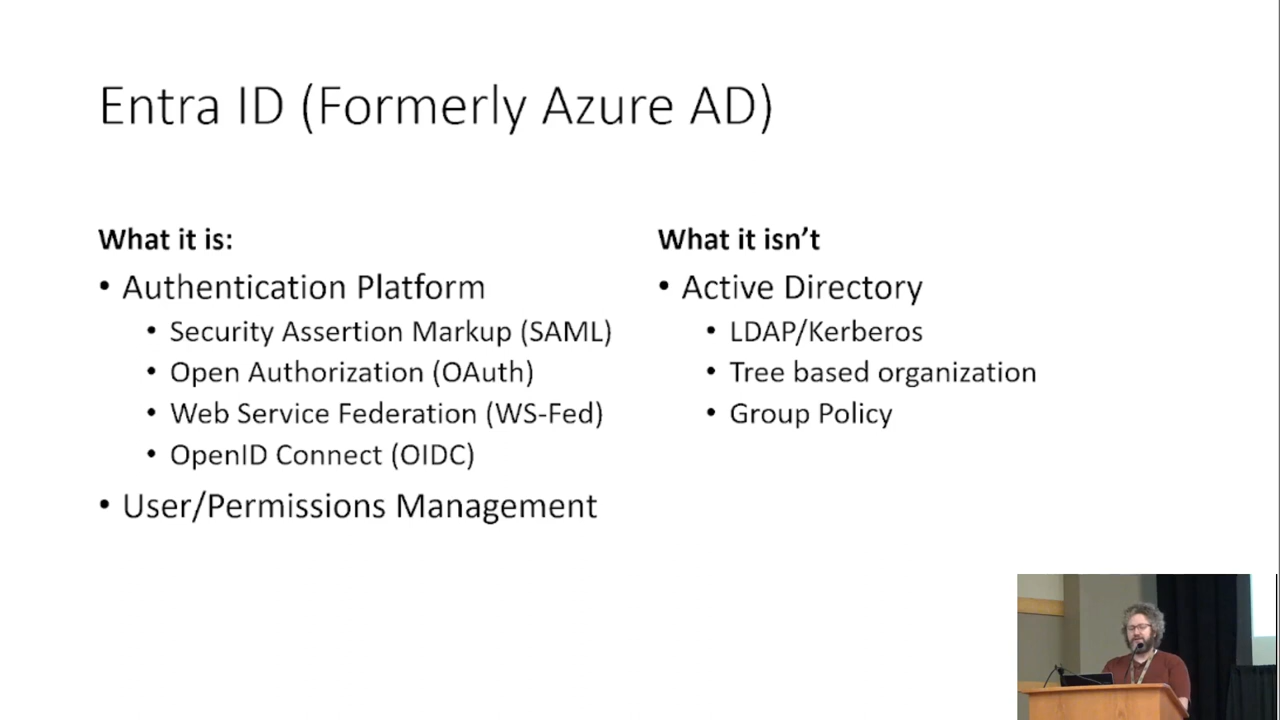 Entra ID (Formerly Azure AD)
What it is:
• Authentication Platform
• Security Assertion Markup (SAML)
• Open Authorization (OAuth)
• Web Service Federation (WS-Fed)
• OpenID Connect (OIDC)
• User/Permissions Management
What it isn’t
• Active Directory
• LDAP/Kerberos
• Tree based organization
• Group Policy